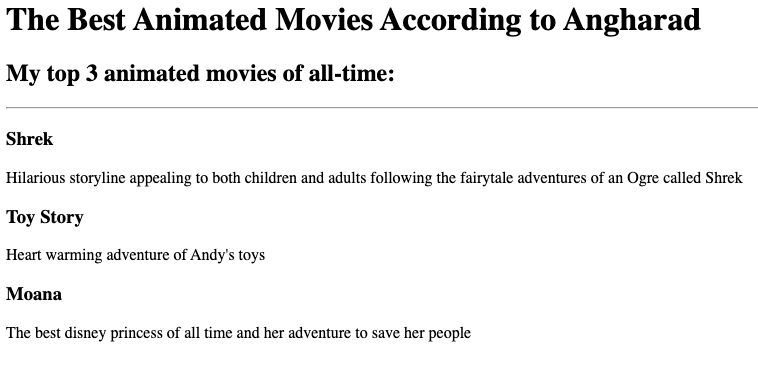 The Best Animated Movies According to Angharad
My top 3 animated movies of all-time:
Shrek
Hilarious storyline appealing to both children and adults following the fairytale adventures of an Ogre called Shrek
Toy Story
Heart warming adventure of Andy's toys
Moana
The best disney princess of all time and her adventure to save her people